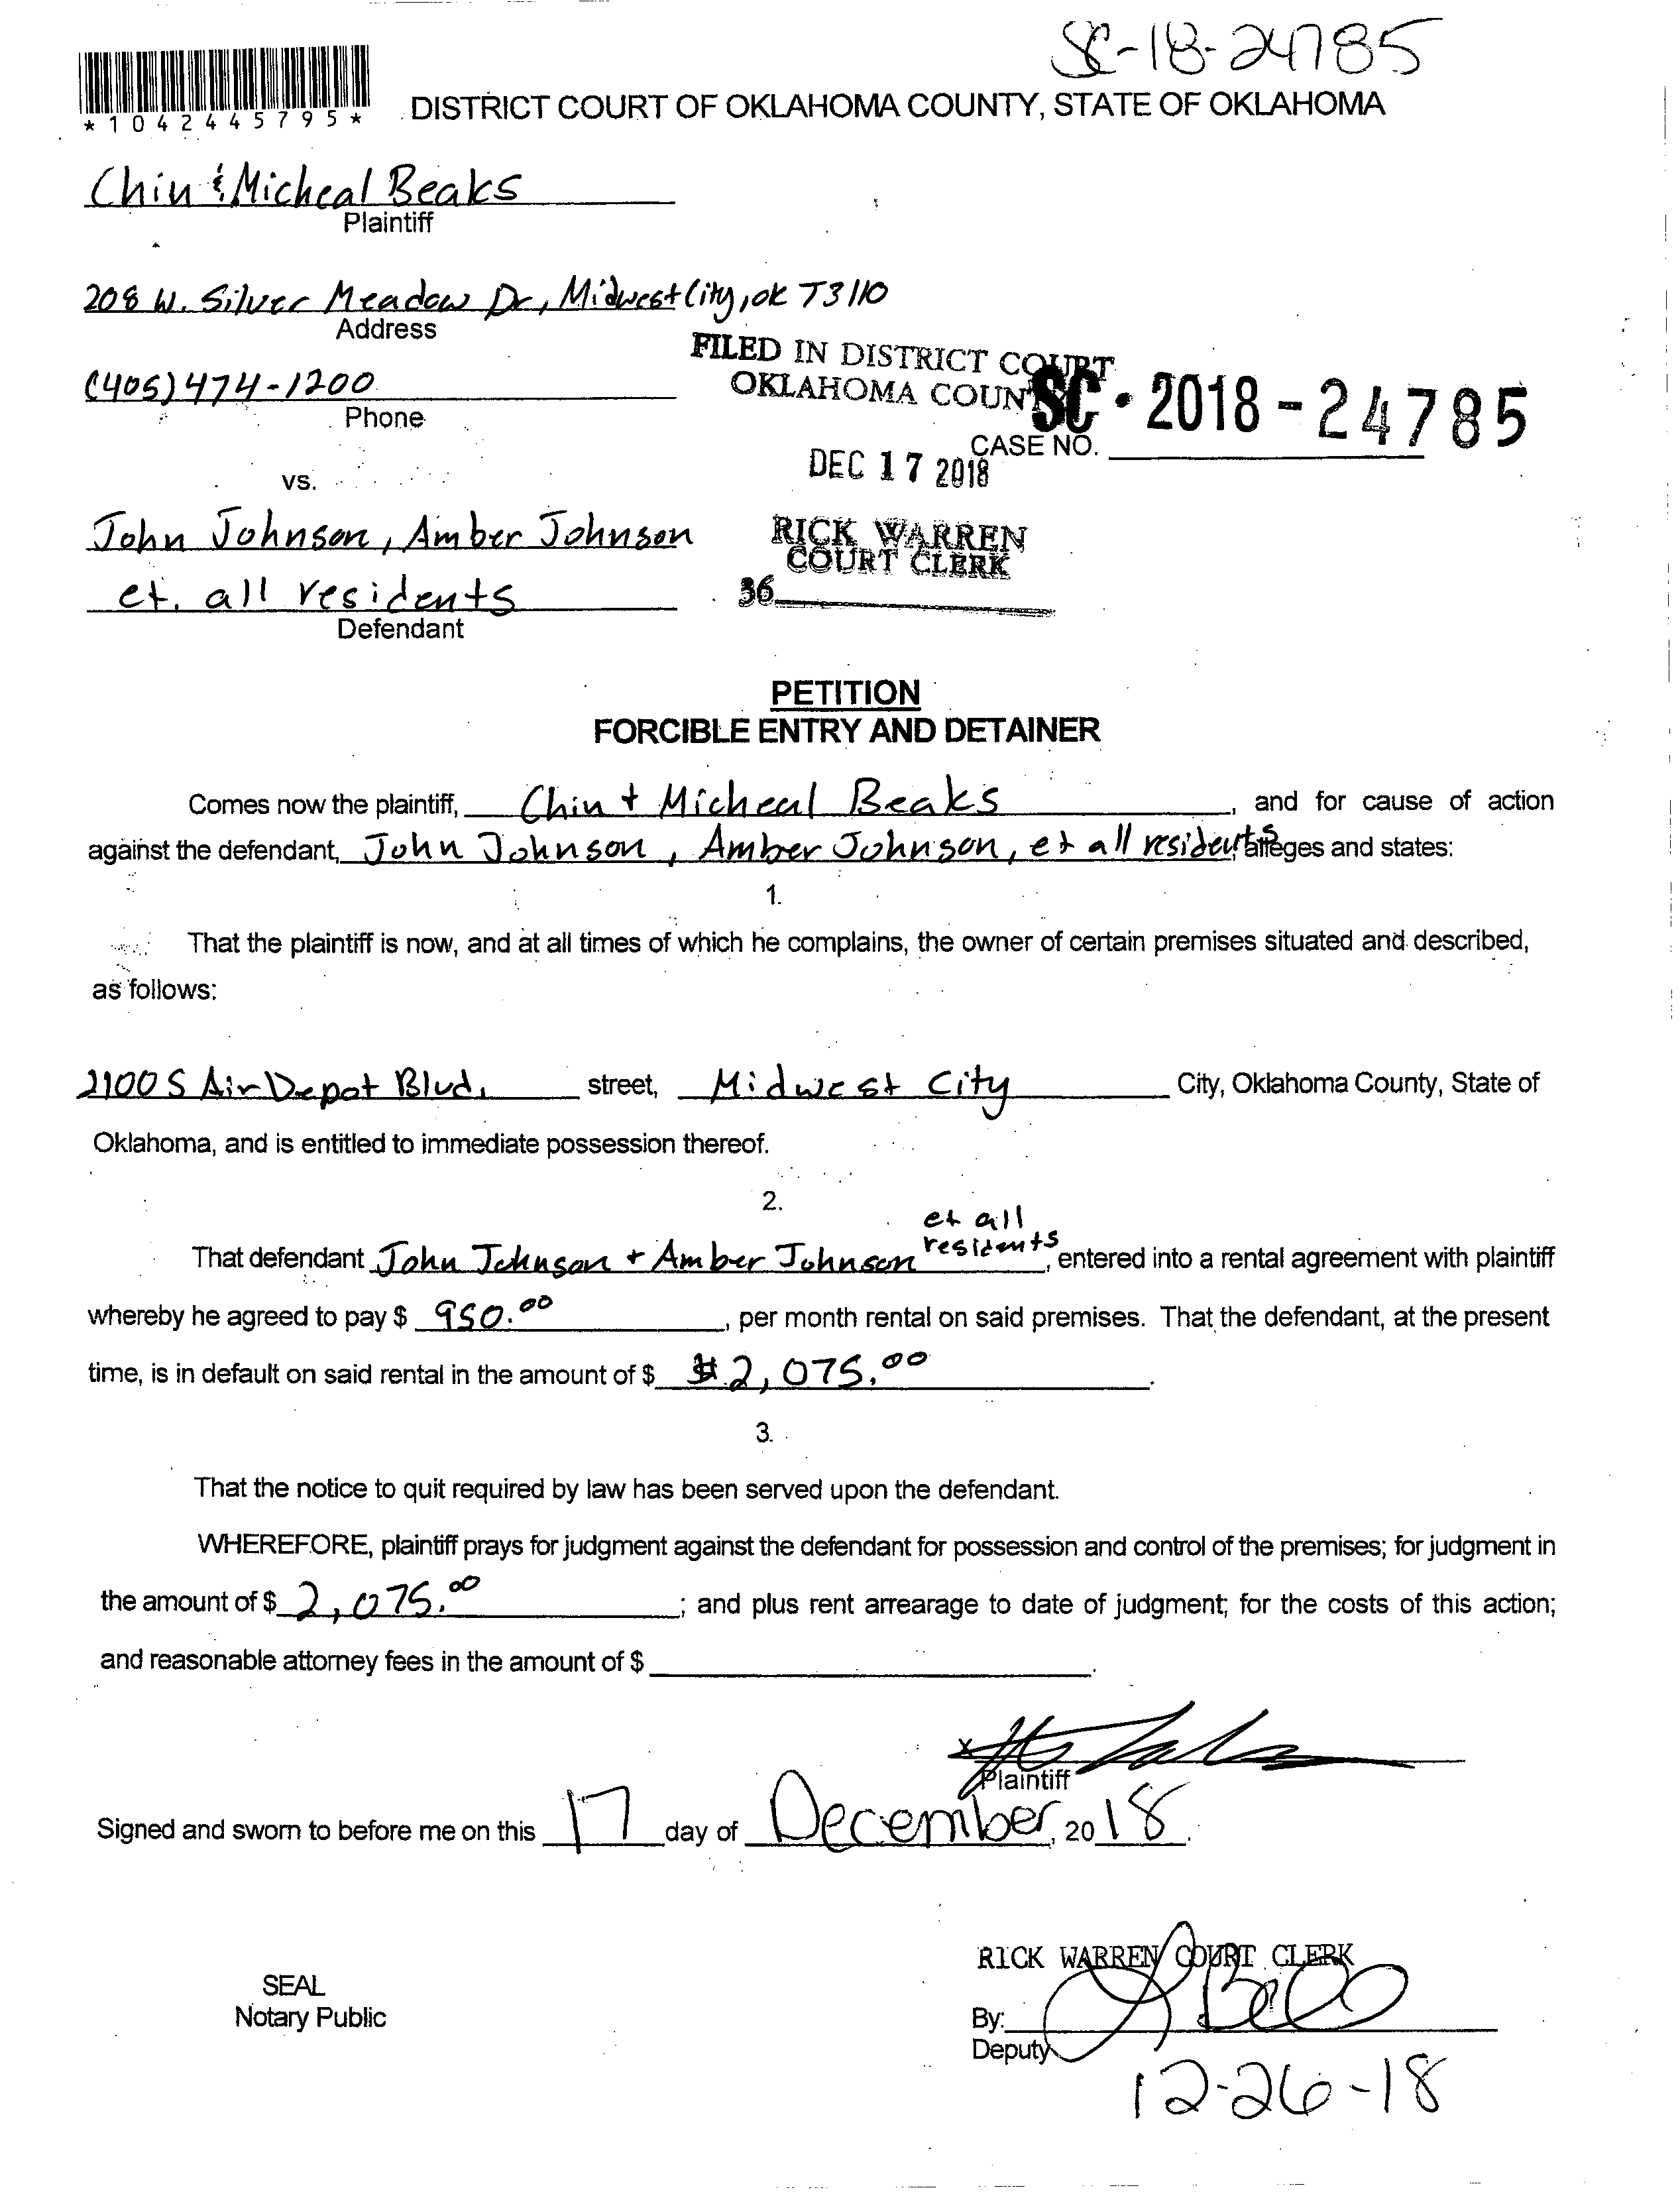 SC-18-24785
*1042445795*
DISTRICT COURT OF OKLAHOMA COUNTY, STATE OF OKLAHOMA
Chin & Micheal Beaks
Plaintiff
208 W. Silver Meadow Dr, Midwest City, OK 73110
Address
(405) 474-1200
Phone
FILED IN DISTRICT COURT
OKLAHOMA COUNTY
SC - 2018 - 24785
CASE NO.
DEC 17 2018
vs.
John Johnson, Amber Johnson
et. all residents
Defendant
RICK WARREN
COURT CLERK
36
PETITION
FORCIBLE ENTRY AND DETAINER
Comes now the plaintiff, Chin + Micheal Beaks, and for cause of action
against the defendant, John Johnson, Amber Johnson, et all residents, alleges and states:
1.
That the plaintiff is now, and at all times of which he complains, the owner of certain premises situated and described,
as follows:
2100 S Air Depot Blvd. street, Midwest City City, Oklahoma County, State of
Oklahoma, and is entitled to immediate possession thereof.
2.
et all
residents
That defendant John Johnson + Amber Johnson, entered into a rental agreement with plaintiff
whereby he agreed to pay $ 950.00, per month rental on said premises. That the defendant, at the present
time, is in default on said rental in the amount of $ $2,075.00.
3.
That the notice to quit required by law has been served upon the defendant.
WHEREFORE, plaintiff prays for judgment against the defendant for possession and control of the premises; for judgment in
the amount of $ 2,075.00; and plus rent arrearage to date of judgment; for the costs of this action;
and reasonable attorney fees in the amount of $ .
x
Plaintiff
Signed and sworn to before me on this 17 day of December, 2018.
RICK WARREN COURT CLERK
SEAL
Notary Public
By:
Deputy
12-26-18